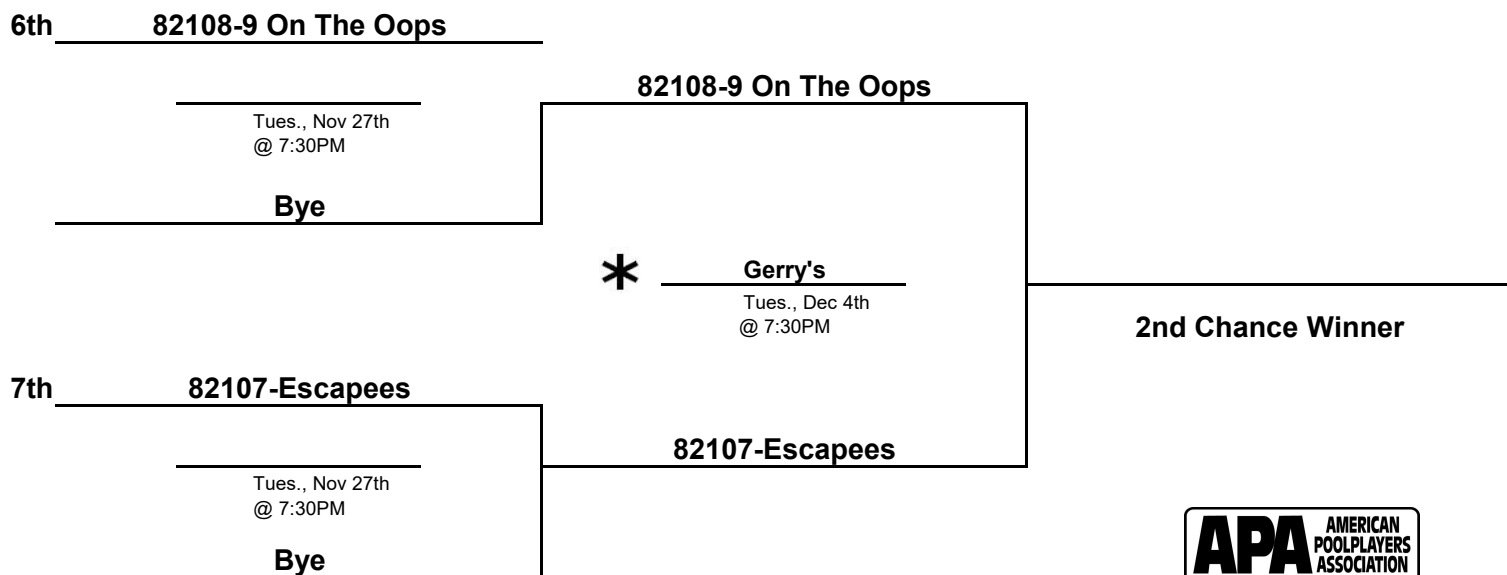 6th 82108-9 On The Oops
82108-9 On The Oops
Tues., Nov 27th
@ 7:30PM
Bye
* Gerry's
Tues., Dec 4th
@ 7:30PM
2nd Chance Winner
7th 82107-Escapees
82107-Escapees
Tues., Nov 27th
@ 7:30PM
Bye
APA AMERICAN
POOLPLAYERS
ASSOCIATION